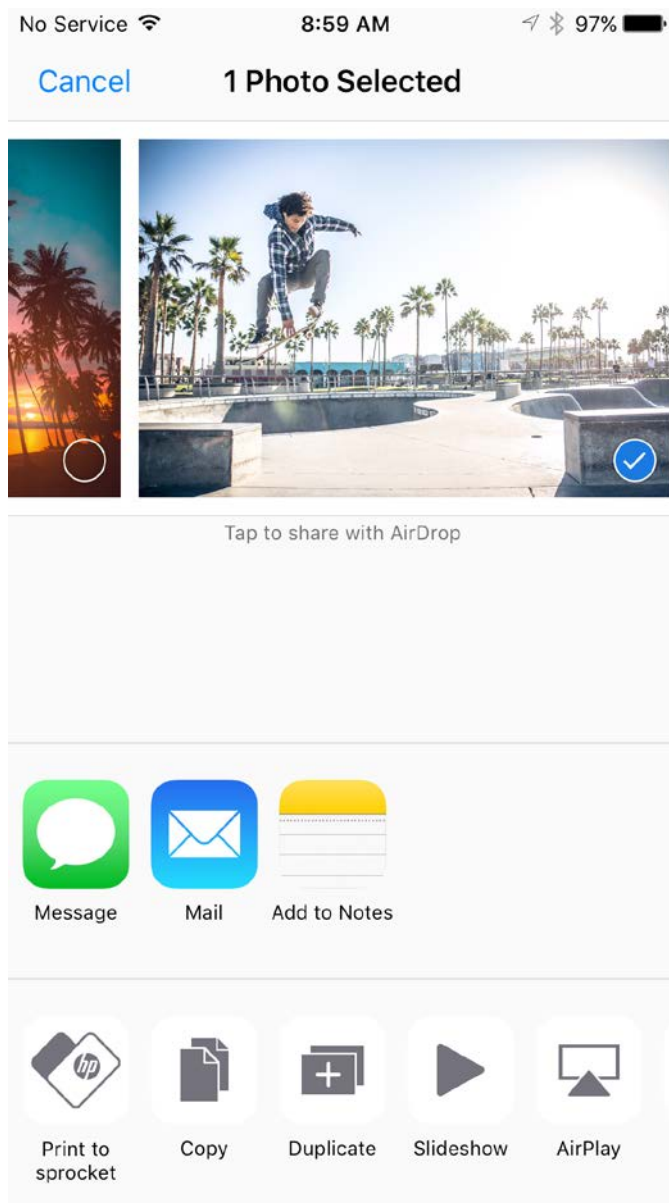 No Service 8:59 AM 97%
Cancel 1 Photo Selected
Tap to share with AirDrop
Message Mail Add to Notes
hp
Print to Copy Duplicate Slideshow AirPlay
sprocket